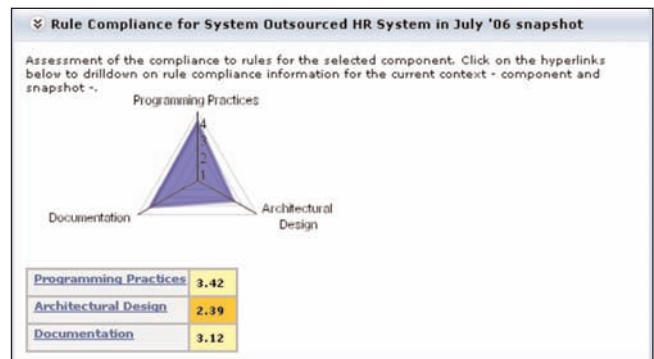 Rule Compliance for System Outsourced HR System in July '06 snapshot
Assessment of the compliance to rules for the selected component. Click on the hyperlinks
below to drilldown on rule compliance information for the current context - component and
snapshot -.
Programming Practices
4
3
2
1
Documentation
Architectural
Design
Programming Practices 3.42
Architectural Design 2.39
Documentation 3.12